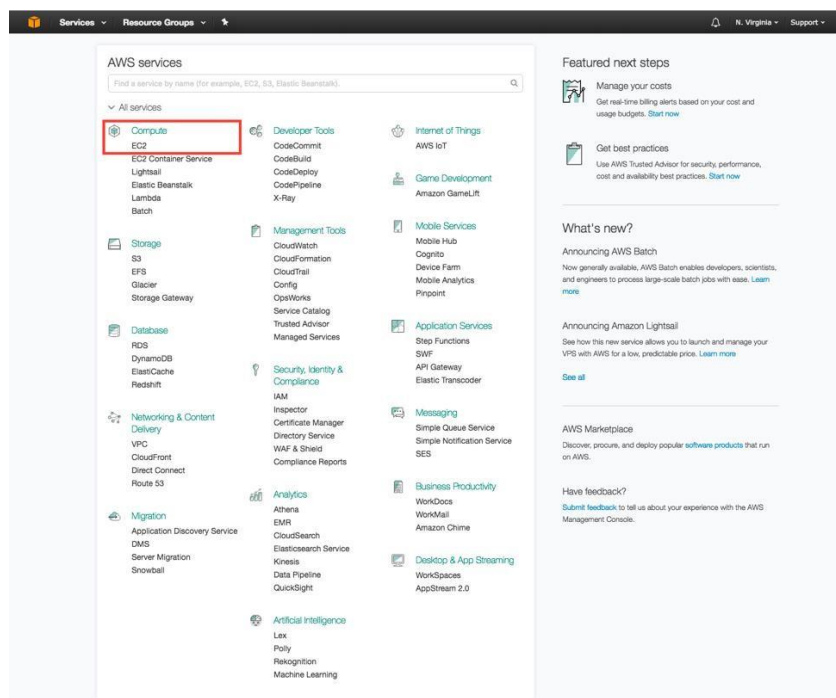 Services
Resource Groups
N. Virginia
Support
AWS services
Find a service by name (for example, EC2, S3, Elastic Beanstalk).
All services
Compute
EC2
EC2 Container Service
Lightsail
Elastic Beanstalk
Lambda
Batch
Storage
S3
EFS
Glacier
Storage Gateway
Database
RDS
DynamoDB
ElastiCache
Redshift
Networking & Content
Delivery
VPC
CloudFront
Direct Connect
Route 53
Migration
Application Discovery Service
DMS
Server Migration
Snowball
Developer Tools
CodeCommit
CodeBuild
CodeDeploy
CodePipeline
X-Ray
Management Tools
CloudWatch
CloudFormation
CloudTrail
Config
OpsWorks
Service Catalog
Trusted Advisor
Managed Services
Security, Identity &
Compliance
IAM
Inspector
Certificate Manager
Directory Service
WAF & Shield
Compliance Reports
Analytics
Athena
EMR
CloudSearch
Elasticsearch Service
Kinesis
Data Pipeline
QuickSight
Artificial Intelligence
Lex
Polly
Rekognition
Machine Learning
Internet of Things
AWS IoT
Game Development
Amazon GameLift
Mobile Services
Mobile Hub
Cognito
Device Farm
Mobile Analytics
Pinpoint
Application Services
Step Functions
SWF
API Gateway
Elastic Transcoder
Messaging
Simple Queue Service
Simple Notification Service
SES
Business Productivity
WorkDocs
WorkMail
Amazon Chime
Desktop & App Streaming
WorkSpaces
AppStream 2.0
Featured next steps
Manage your costs
Get real-time billing alerts based on your cost and
usage budgets. Start now
Get best practices
Use AWS Trusted Advisor for security, performance,
cost and availability best practices. Start now
What's new?
Announcing AWS Batch
Now generally available, AWS Batch enables developers, scientists,
and engineers to process large-scale batch jobs with ease. Learn
more
Announcing Amazon Lightsail
See how this new service allows you to launch and manage your
VPS with AWS for a low, predictable price. Learn more
See all
AWS Marketplace
Discover, procure, and deploy popular software products that run
on AWS.
Have feedback?
Submit feedback to tell us about your experience with the AWS
Management Console.